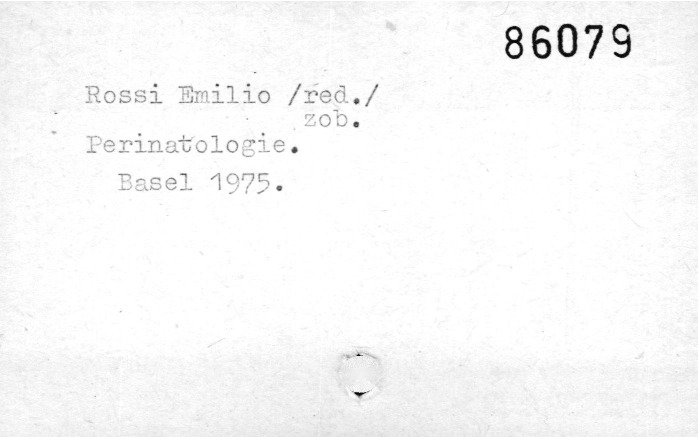 86079
Rossi Emilio /red./
zob.
Perinatologie.
Basel 1975.